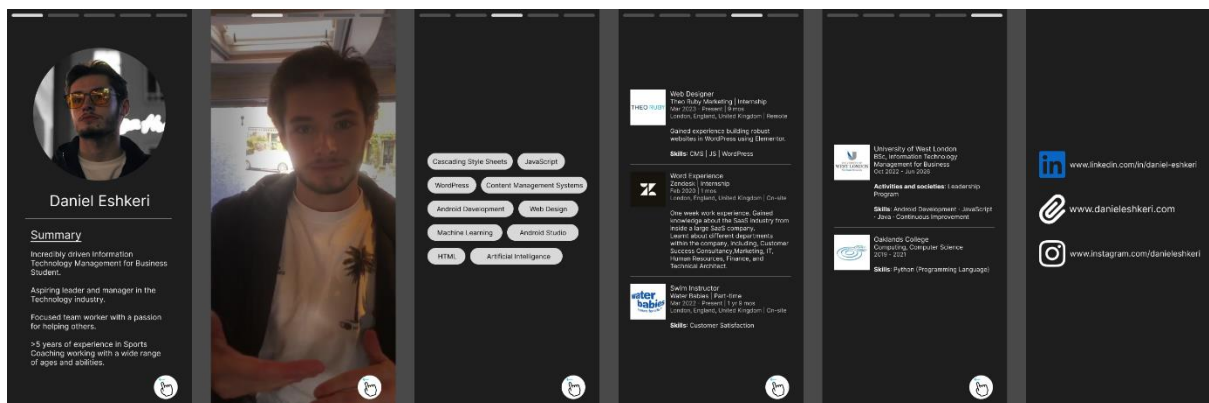 Daniel Eshkeri
Summary
Incredibly driven Information
Technology Management for Business
Student.
Aspiring leader and manager in the
Technology industry.
Focused team worker with a passion
for helping others.
>5 years of experience in Sports
Coaching working with a wide range
of ages and abilities.
Cascading Style Sheets
JavaScript
WordPress
Content Management Systems
Android Development
Web Design
Machine Learning
Android Studio
HTML
Artificial Intelligence
THEO RUBY
Web Designer
Theo Ruby Marketing | Internship
Mar 2023 - Present | 9 mos
London, England, United Kingdom | Remote
Gained experience building robust
websites in WordPress using Elementor.
Skills: CMS | JS | WordPress
Word Experience
Zendesk | Internship
Feb 2023 | 1 mos
London, England, United Kingdom | On-site
One week work experience. Gained
knowledge about the SaaS industry from
inside a large SaaS company.
Learnt about different departments
within the company, including, Customer
Success Consultancy,Marketing, IT,
Human Resources, Finance, and
Technical Architect
water
babies
Swim Instructor
Water Babies | Part-time
Mar 2022 - Present | 1 yr 9 mos
London, England, United Kingdom | On-site
Skills: Customer Satisfaction
WEST LONDON
University of West London
BSc, Information Technology
Management for Business
Oct 2022 - Jun 2026
Activities and societies: Leadership
Program
Skills: Android Development · JavaScript
· Java · Continuous Improvement
Oaklands College
Computing, Computer Science
2019 - 2021
Skills: Python (Programming Language)
in
www.linkedin.com/in/daniel-eshkeri
www.danieleshkeri.com
www.instagram.com/danieleshkeri